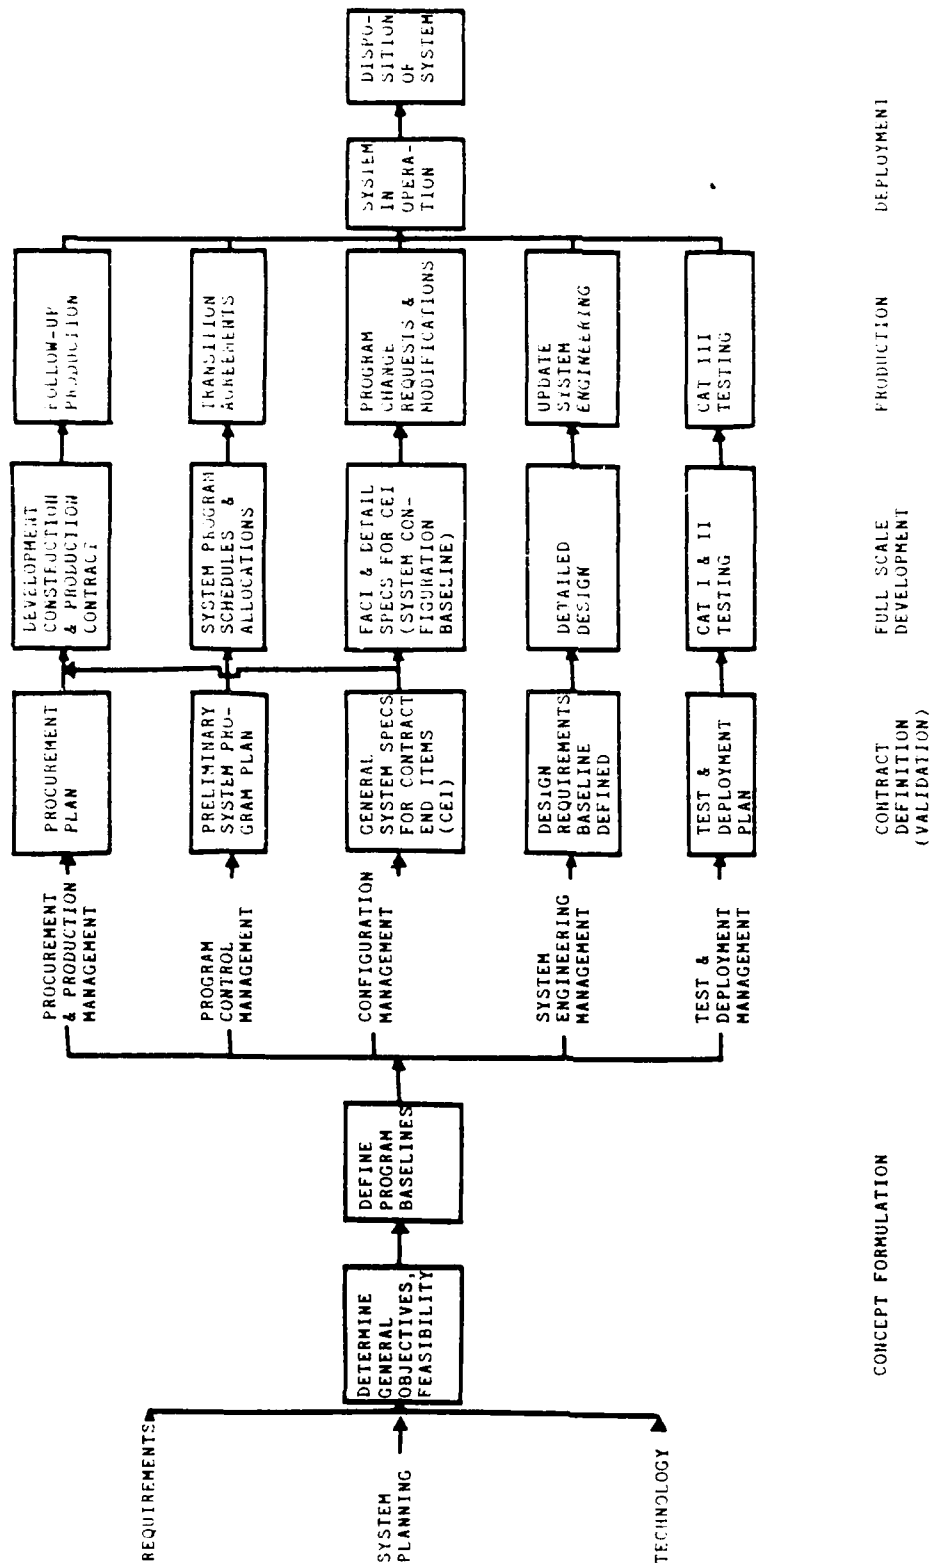 REQUIREMENTS
SYSTEM
PLANNING
TECHNOLOGY
DETERMINE
GENERAL
OBJECTIVES,
FEASIBILITY
DEFINE
PROGRAM
BASELINES
PROCUREMENT
& PRODUCTION
MANAGEMENT
PROCUREMENT
PLAN
DEVELOPMENT
CONSTRUCTION
& PRODUCTION
CONTRACT
FOLLOW-UP
PRODUCTION
PROGRAM
CONTROL
MANAGEMENT
PRELIMINARY
SYSTEM PRO-
GRAM PLAN
SYSTEM PROGRAM
SCHEDULES &
ALLOCATIONS
TRANSITION
AGREEMENTS
CONFIGURATION
MANAGEMENT
GENERAL
SYSTEM SPECS
FOR CONTRACT
END ITEMS
(CEI)
FACI & DETAIL
SPECS FOR CEI
(SYSTEM CON-
FIGURATION
BASELINE)
PROGRAM
CHANGE
REQUESTS &
MODIFICATIONS
SYSTEM
ENGINEERING
MANAGEMENT
DESIGN
REQUIREMENTS
BASELINE
DEFINED
DETAILED
DESIGN
UPDATE
SYSTEM
ENGINEERING
TEST &
DEPLOYMENT
MANAGEMENT
TEST &
DEPLOYMENT
PLAN
CAT I & II
TESTING
CAT III
TESTING
SYSTEM
IN
OPERA-
TION
DISPO-
SITION
OF
SYSTEM
CONCEPT FORMULATION
CONTRACT
DEFINITION
(VALIDATION)
FULL SCALE
DEVELOPMENT
PRODUCTION
DEPLOYMENT